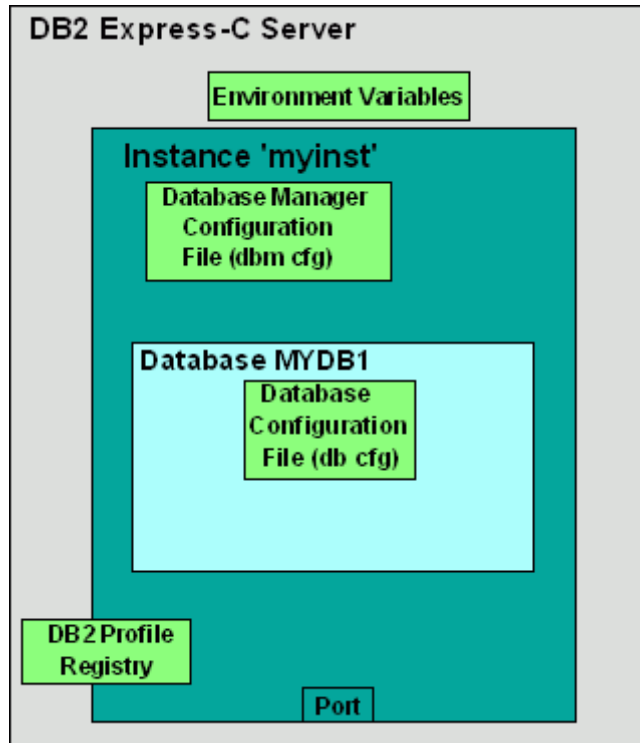 DB2 Express-C Server
Environment Variables
Instance 'myinst'
Database Manager
Configuration
File (dbm cfg)
Database MYDB1
Database
Configuration
File (db cfg)
DB2 Profile
Registry
Port